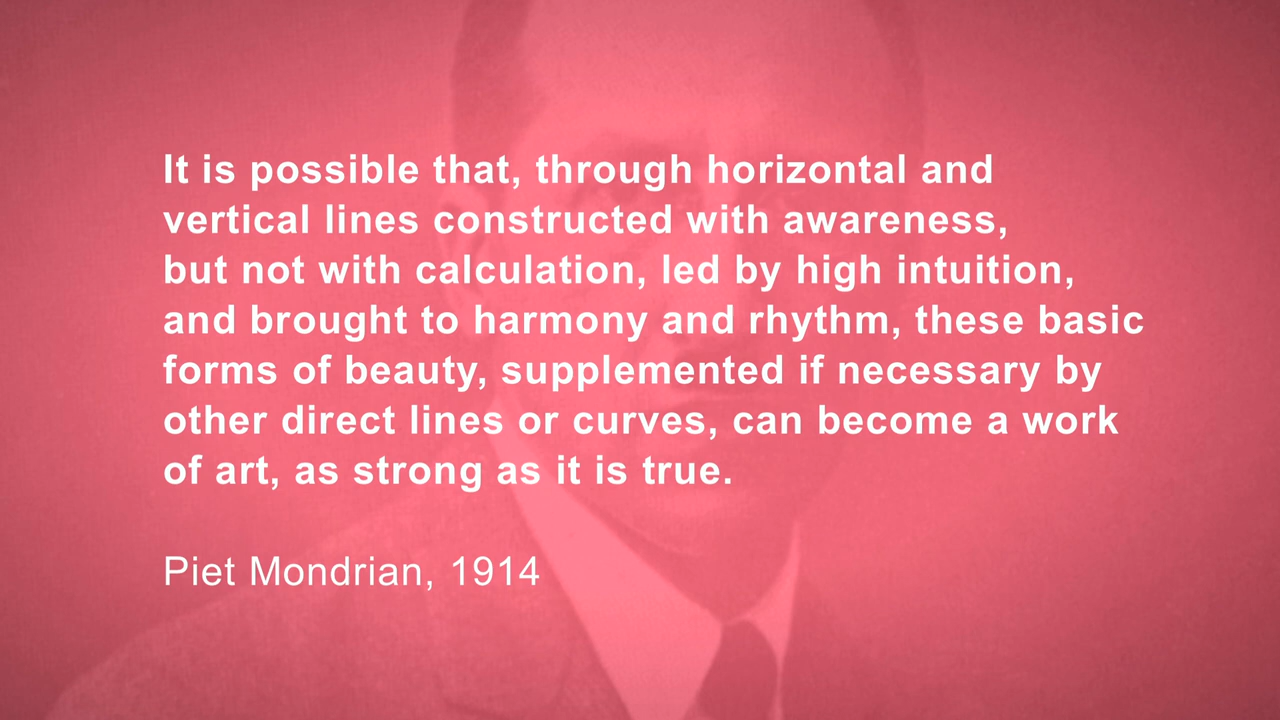 It is possible that, through horizontal and
vertical lines constructed with awareness,
but not with calculation, led by high intuition,
and brought to harmony and rhythm, these basic
forms of beauty, supplemented if necessary by
other direct lines or curves, can become a work
of art, as strong as it is true.
Piet Mondrian, 1914